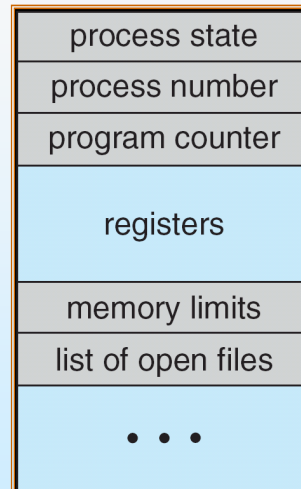 process state
process number
program counter
registers
memory limits
list of open files
• • •